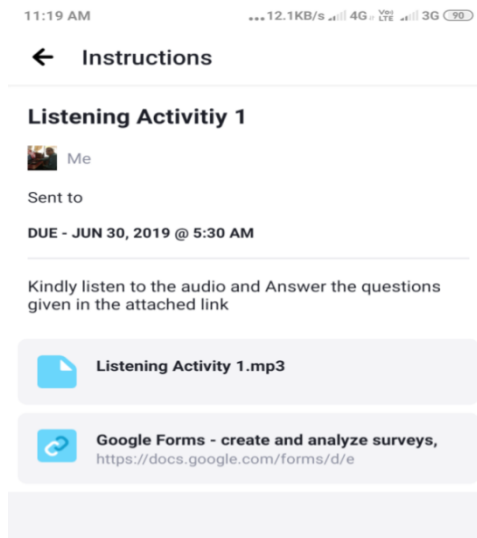 11:19 AM ...12.1KB/s 4G VoLTE 3G 90
Instructions
Listening Activitiy 1
Me
Sent to
DUE - JUN 30, 2019 @ 5:30 AM
Kindly listen to the audio and Answer the questions
given in the attached link
Listening Activity 1.mp3
Google Forms - create and analyze surveys,
https://docs.google.com/forms/d/e